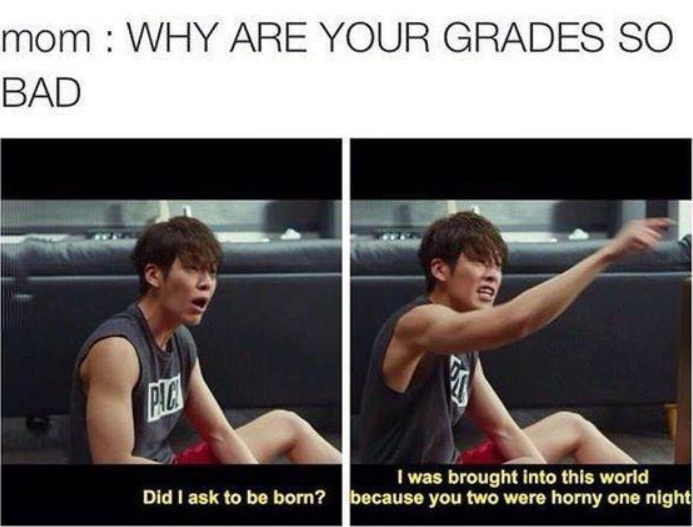 mom : WHY ARE YOUR GRADES SO
BAD
PAC
Did I ask to be born?
I was brought into this world
because you two were horny one night